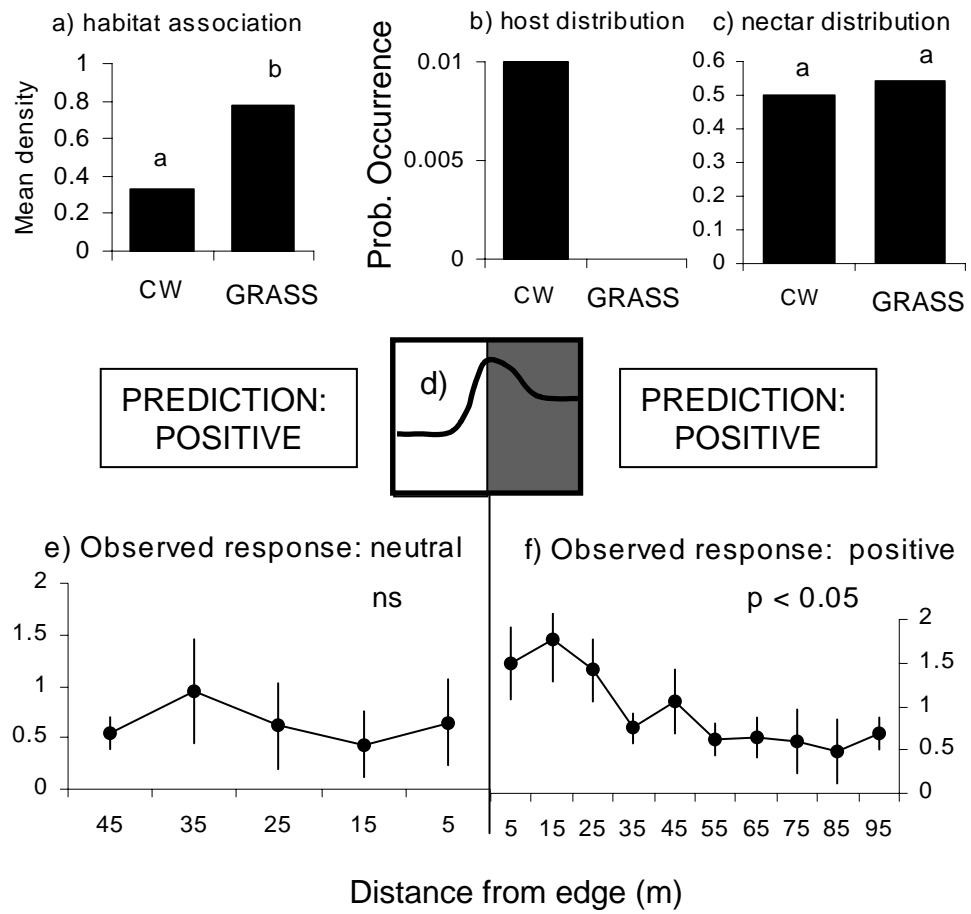 a) habitat association
b) host distribution
c) nectar distribution
Mean density
1
0.8
0.6
0.4
0.2
0
a
b
CW
GRASS
Prob. Occurrence
0.01
0.005
0
CW
GRASS
0.6
0.5
0.4
0.3
0.2
0.1
0
a
a
CW
GRASS
PREDICTION:
POSITIVE
d)
PREDICTION:
POSITIVE
e) Observed response: neutral
ns
2
1.5
1
0.5
0
45 35 25 15 5
f) Observed response: positive
p < 0.05
2
1.5
1
0.5
0
5 15 25 35 45 55 65 75 85 95
Distance from edge (m)